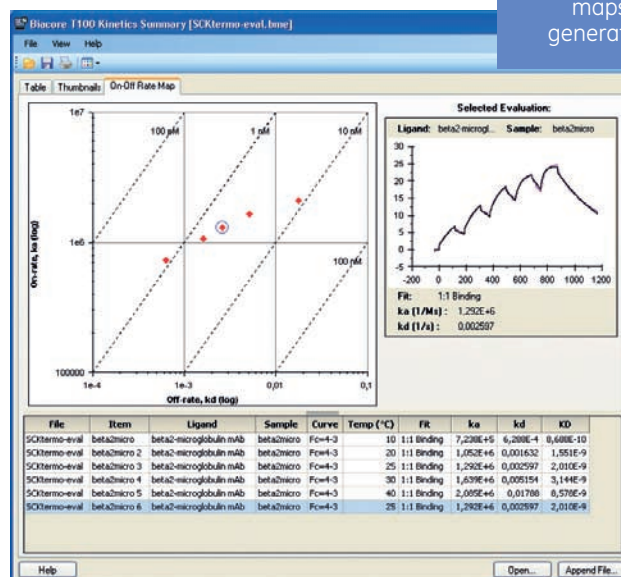 maps
generat
Biacore T100 Kinetics Summary [SCKtermo-eval.bme]
File View Help
Table Thumbnails On-Off Rate Map
1e7
100 pM 1 nM 10 nM
On-rate, ka (log)
1e6
100 nM
100000
1e-4 1e-3 0,01 0,1
Off-rate, kd (log)
Selected Evaluation:
Ligand: beta2-microgl... Sample: beta2micro
30
25
20
15
10
5
0
-5
-200 0 200 400 600 800 1000 1200
Fit: 1:1 Binding
ka (1/Ms) : 1,292E+6
kd (1/s) : 0,002597
File Item Ligand Sample Curve Temp (°C) Fit ka kd KD
SCKtermo-eval beta2micro beta2-microglobulin mAb beta2micro Fc=4-3 10 1:1 Binding 7,238E+5 6,288E-4 8,688E-10
SCKtermo-eval beta2micro 2 beta2-microglobulin mAb beta2micro Fc=4-3 20 1:1 Binding 1,052E+6 0,001632 1,551E-9
SCKtermo-eval beta2micro 3 beta2-microglobulin mAb beta2micro Fc=4-3 25 1:1 Binding 1,292E+6 0,002597 2,010E-9
SCKtermo-eval beta2micro 4 beta2-microglobulin mAb beta2micro Fc=4-3 30 1:1 Binding 1,639E+6 0,005154 3,144E-9
SCKtermo-eval beta2micro 5 beta2-microglobulin mAb beta2micro Fc=4-3 40 1:1 Binding 2,085E+6 0,01788 8,578E-9
SCKtermo-eval beta2micro 6 beta2-microglobulin mAb beta2micro Fc=4-3 25 1:1 Binding 1,292E+6 0,002597 2,010E-9
Help Open... Append File...